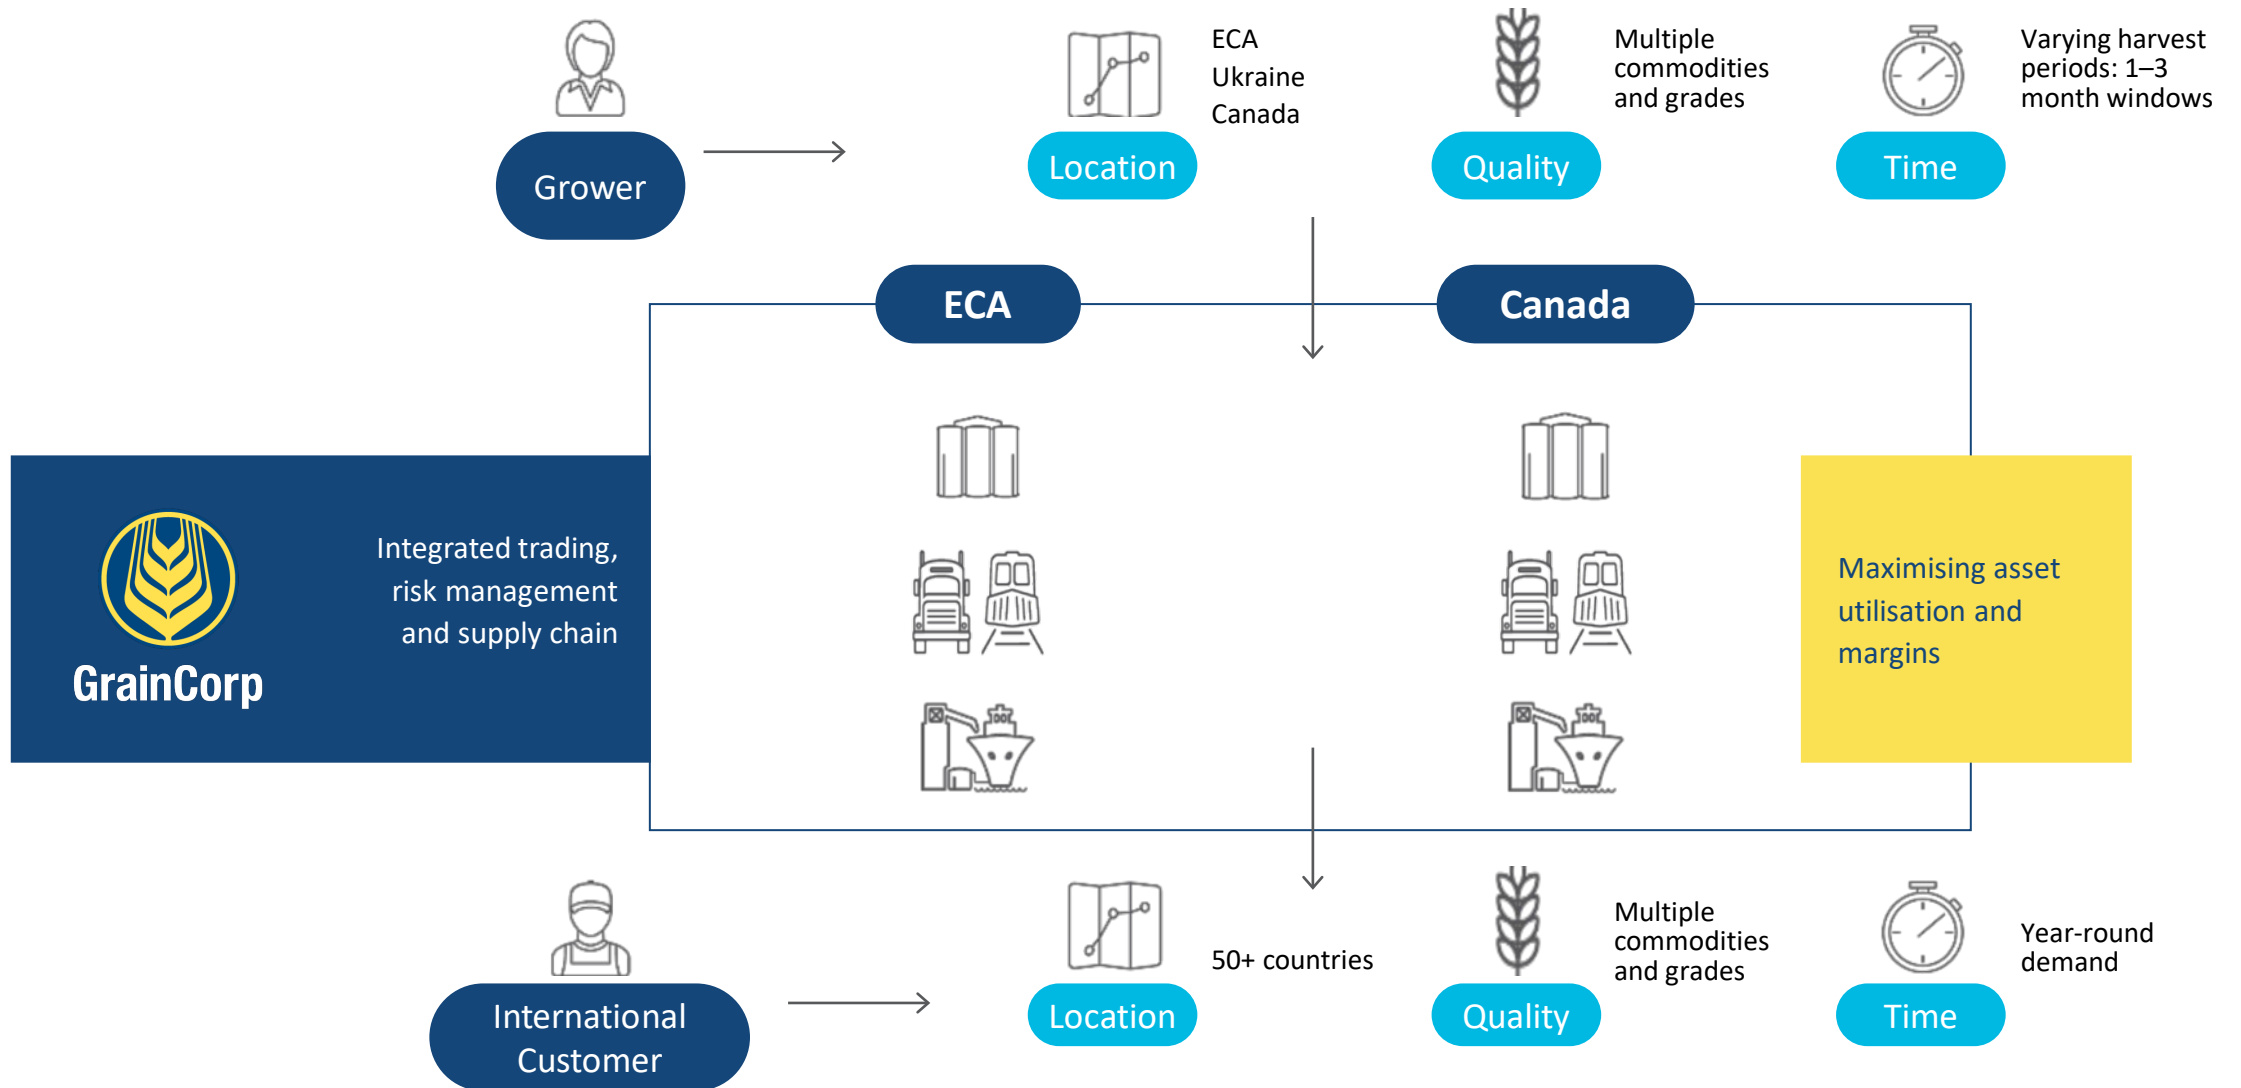 ECA
Ukraine
Canada
Multiple
commodities
and grades
Varying harvest
periods: 1–3
month windows
Grower
Location
Quality
Time
ECA
Canada
GrainCorp
Integrated trading,
risk management
and supply chain
Maximising asset
utilisation and
margins
50+ countries
Multiple
commodities
and grades
Year-round
demand
International
Customer
Location
Quality
Time